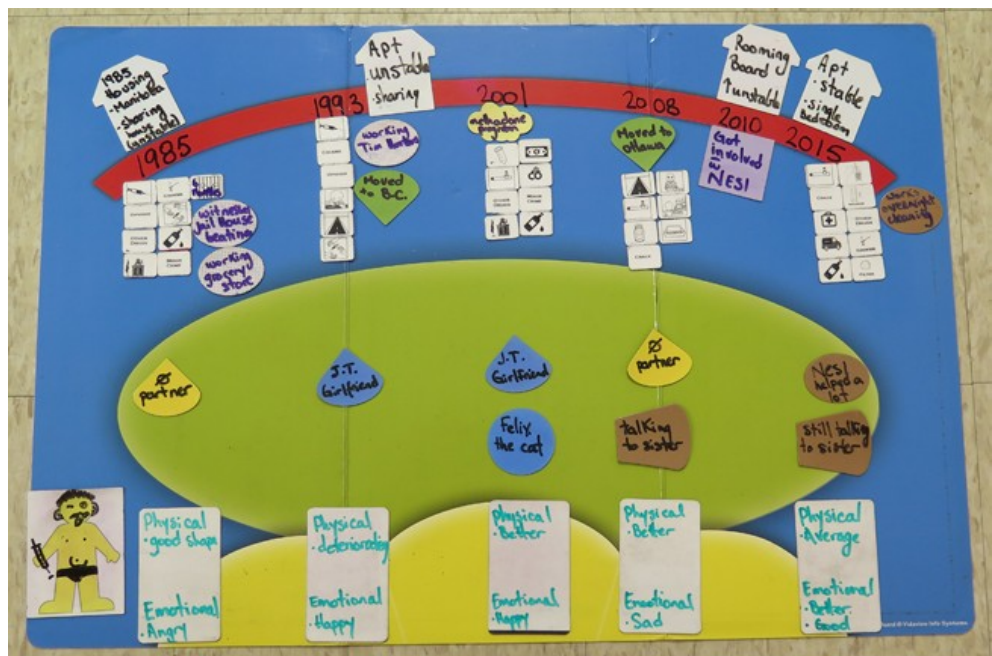 1985
Housing
•Manitoba
•sharing
house
(unstable)
Apt
•unstable
•sharing
Rooming
Board
unstable
Apt
•stable
•single
Bedroom
1985
1993
2001
2008
2010
2015
working
Tim Hortons
Moved
to B.C.
methadone
program
Moved to
Ottawa
Got
involved
w
NESI
works
overnight
cleaning
witnessed
Jail House
beating
working
grocery
store
Ø
partner
J.T.
Girlfriend
J.T.
Girlfriend
Ø
partner
NESI
helped a
lot
Felix
the cat
talking
to sister
still talking
to sister
Physical
•good shape
Emotional
•Angry
Physical
•deteriorating
Emotional
•Happy
Physical
•Better
Emotional
•Happy
Physical
•Better
Emotional
•Sad
Physical
•Average
Emotional
•Better
•Good